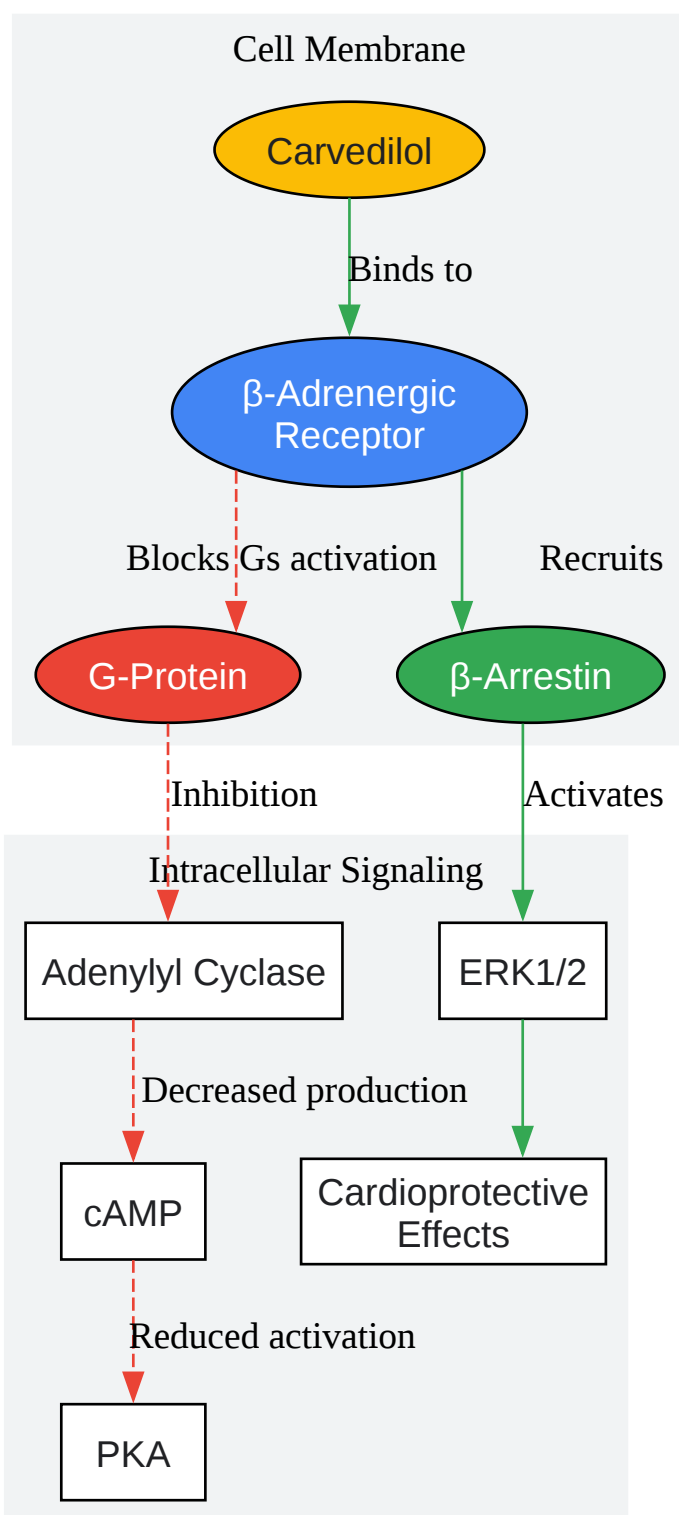 Cell Membrane
Carvedilol
Binds to
β-Adrenergic
Receptor
Blocks Gs activation
Recruits
G-Protein
β-Arrestin
Inhibition
Activates
Intracellular Signaling
Adenylyl Cyclase
ERK1/2
Decreased production
cAMP
Cardioprotective
Effects
Reduced activation
PKA